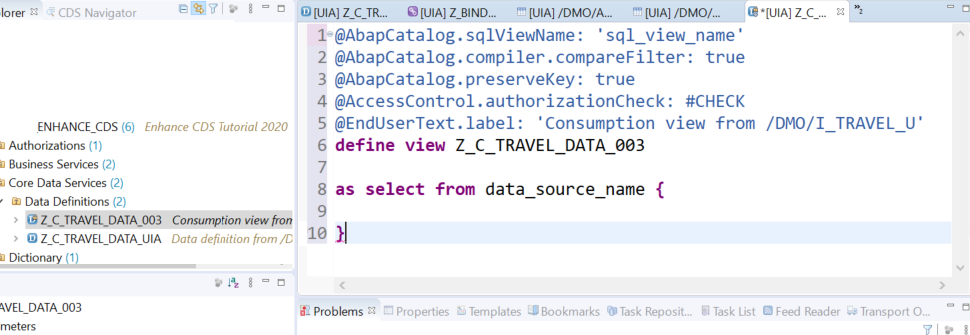 plorer CDS Navigator
[UIA] Z_C_TR... [UIA] Z_BIND... [UIA] /DMO/A... [UIA] /DMO/... *[UIA] Z_C_... »2
ENHANCE_CDS (6) Enhance CDS Tutorial 2020
Authorizations (1)
Business Services (2)
Core Data Services (2)
Data Definitions (2)
Z_C_TRAVEL_DATA_003 Consumption view from
Z_C_TRAVEL_DATA_UIA Data definition from /D
Dictionary (1)
AVEL_DATA_003
meters
1 @AbapCatalog.sqlViewName: 'sql_view_name'
2 @AbapCatalog.compiler.compareFilter: true
3 @AbapCatalog.preserveKey: true
4 @AccessControl.authorizationCheck: #CHECK
5 @EndUserText.label: 'Consumption view from /DMO/I_TRAVEL_U'
6 define view Z_C_TRAVEL_DATA_003
7
8 as select from data_source_name {
9
10 }
Problems Properties Templates Bookmarks Task Reposit... Task List Feed Reader Transport O...